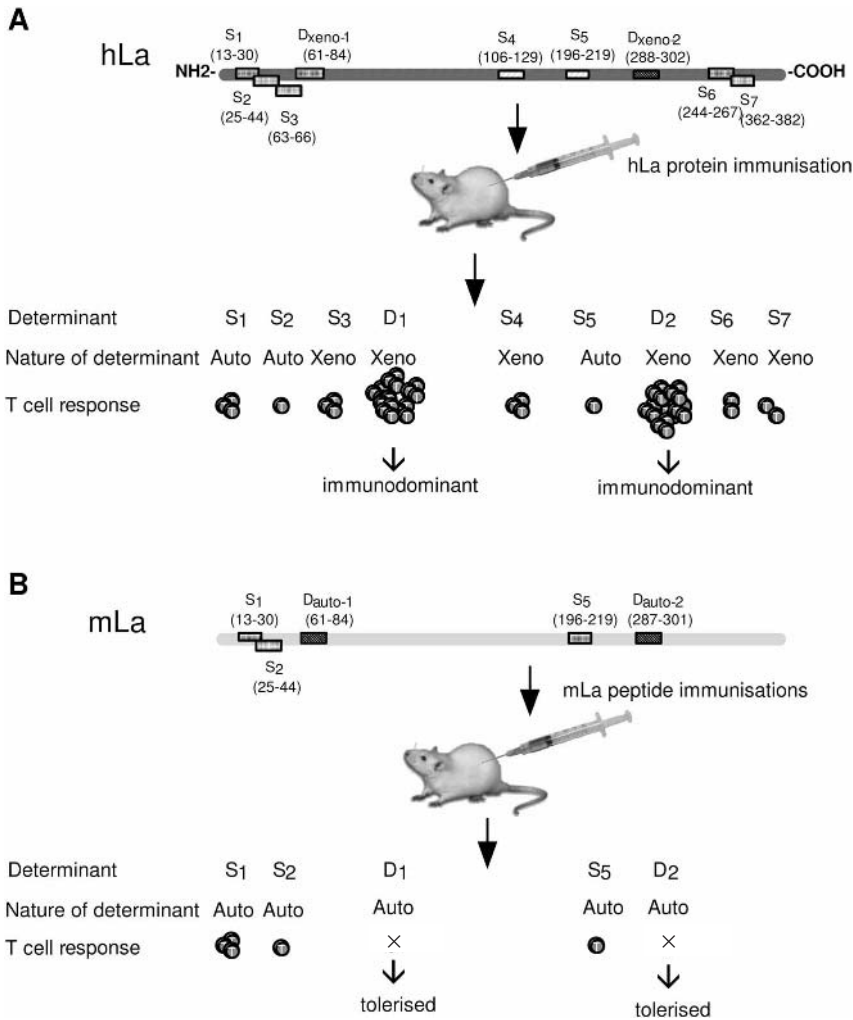 A
hLa
S1 Dxeno-1 S4 S5 Dxeno-2
(13-30) (61-84) (106-129) (196-219) (288-302)
NH2- -COOH
S2 S3 S6 S7
(25-44) (63-66) (244-267) (362-382)
hLa protein immunisation
Determinant S1 S2 S3 D1 S4 S5 D2 S6 S7
Nature of determinant Auto Auto Xeno Xeno Xeno Auto Xeno Xeno Xeno
T cell response
immunodominant immunodominant
B
mLa
S1 Dauto-1 S5 Dauto-2
(13-30) (61-84) (196-219) (287-301)
S2
(25-44)
mLa peptide immunisations
Determinant S1 S2 D1 S5 D2
Nature of determinant Auto Auto Auto Auto Auto
T cell response × ×
tolerised tolerised